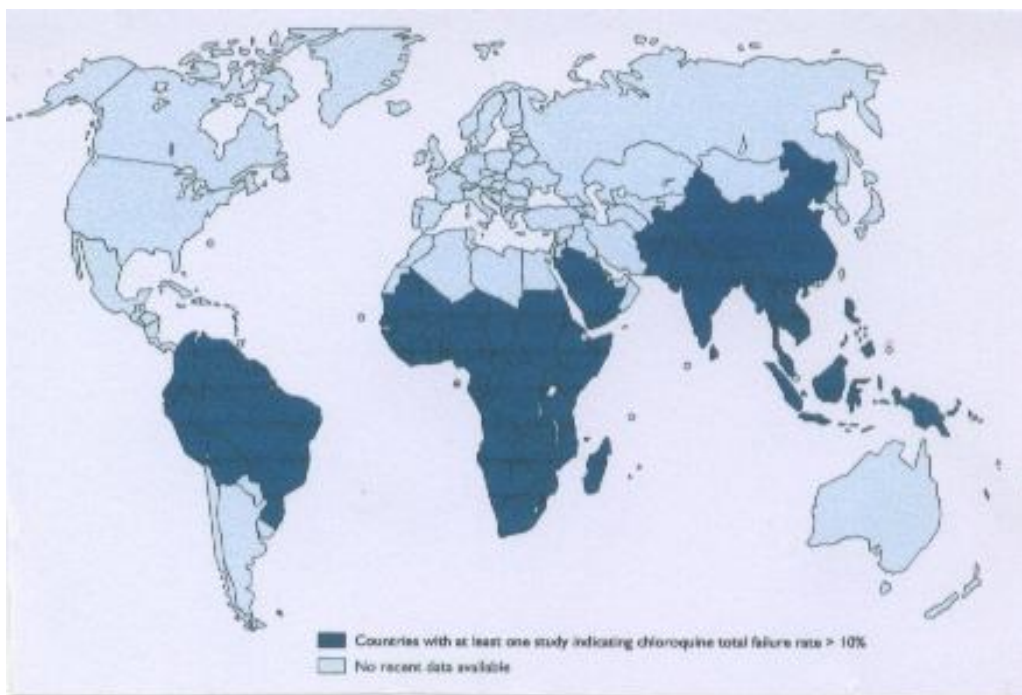 Countries with at least one study indicating chloroquine total failure rate > 10%
No recent data available